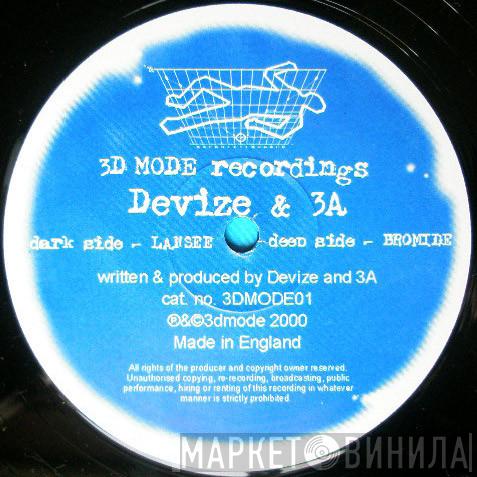 3D MODE recordings
Devize & 3A
dark side - LANSEE deep side - BROMIDE
written & produced by Devize and 3A
cat. no. 3DMODE01
℗&©3dmode 2000
Made in England
All rights of the producer and copyright owner reserved.
Unauthorised copying, re-recording, broadcasting, public
performance, hiring or renting of this recording in whatever
manner is strictly prohibited.
МАРКЕТ ВИНИЛА